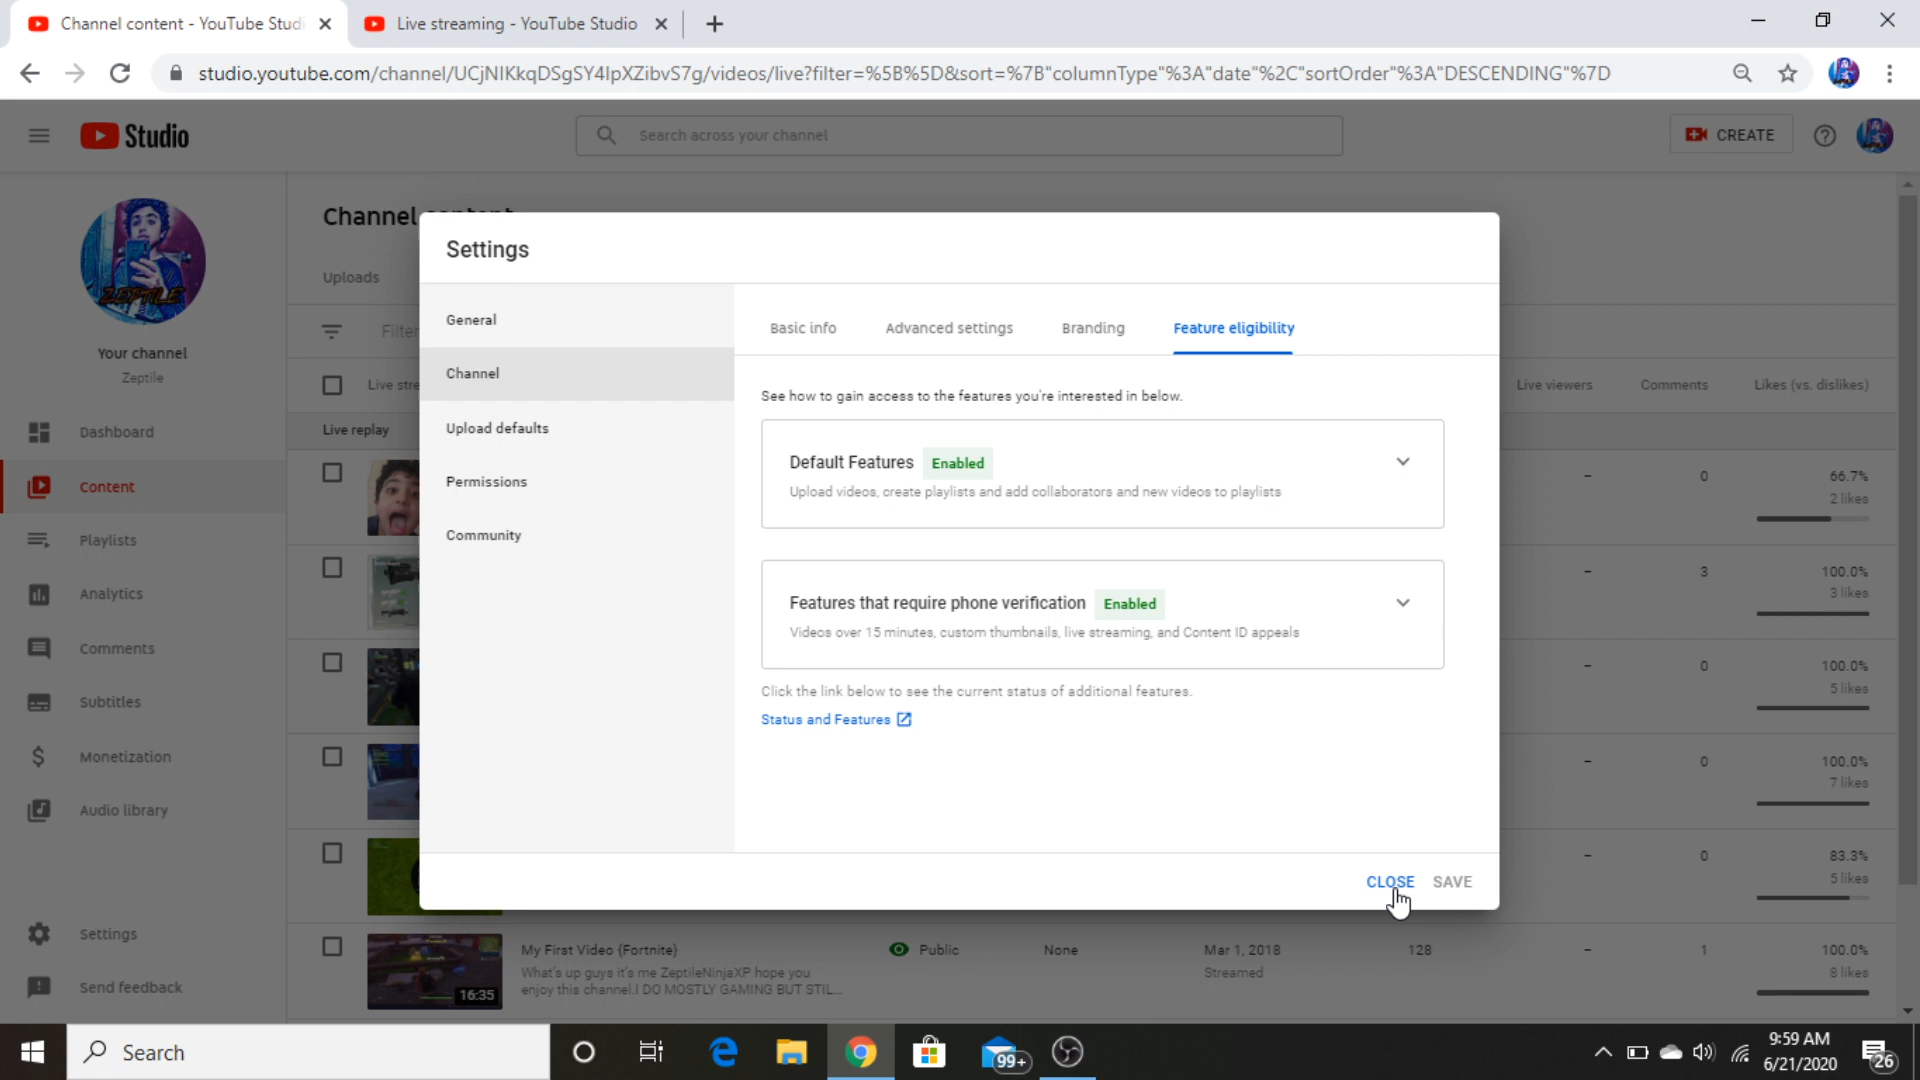 Channel content - YouTube Studi
Live streaming - YouTube Studio
studio.youtube.com/channel/UCjNIKkqDSgSY4IpXZibvS7g/videos/live?filter=%5B%5D&sort=%7B"columnType"%3A"date"%2C"sortOrder"%3A"DESCENDING"%7D
Studio
Search across your channel
CREATE
ZEPTILE
Your channel
Zeptile
Dashboard
Content
Playlists
Analytics
Comments
Subtitles
Monetization
Audio library
Settings
Send feedback
Channel
Uploads
Filter
Live stre
Live viewers
Comments
Likes (vs. dislikes)
Live replay
Settings
General
Channel
Upload defaults
Permissions
Community
Basic info
Advanced settings
Branding
Feature eligibility
See how to gain access to the features you're interested in below.
Default Features Enabled
Upload videos, create playlists and add collaborators and new videos to playlists
Features that require phone verification Enabled
Videos over 15 minutes, custom thumbnails, live streaming, and Content ID appeals
Click the link below to see the current status of additional features.
Status and Features
CLOSE
SAVE
– 0 66.7%
2 likes
– 3 100.0%
3 likes
– 0 100.0%
5 likes
– 0 100.0%
7 likes
– 0 83.3%
5 likes
My First Video {Fortnite} Public None Mar 1, 2018 128 – 1 100.0%
What's up guys it's me ZeptileNinjaXP hope you Streamed 8 likes
enjoy this channel.I DO MOSTLY GAMING BUT STIL...
16:35
Search
99+
9:59 AM
6/21/2020
26